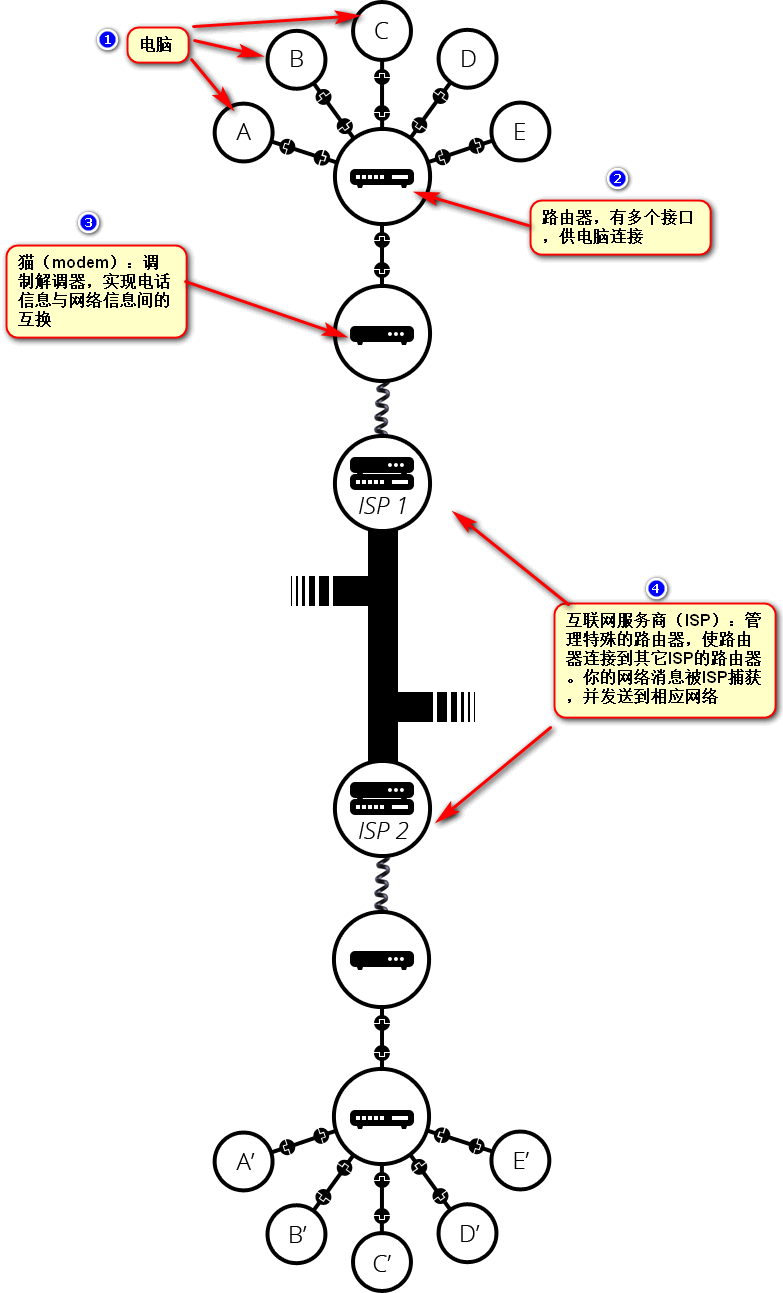 C
① 电脑
B
D
A
E
②
路由器，有多个接口
，供电脑连接
③
猫（modem）：调
制解调器，实现电话
信息与网络信息间的
互换
ISP 1
④
互联网服务商（ISP）：管
理特殊的路由器，使路由
器连接到其它ISP的路由器
。你的网络消息被ISP捕获
，并发送到相应网络
ISP 2
A’
E’
B’
D’
C’